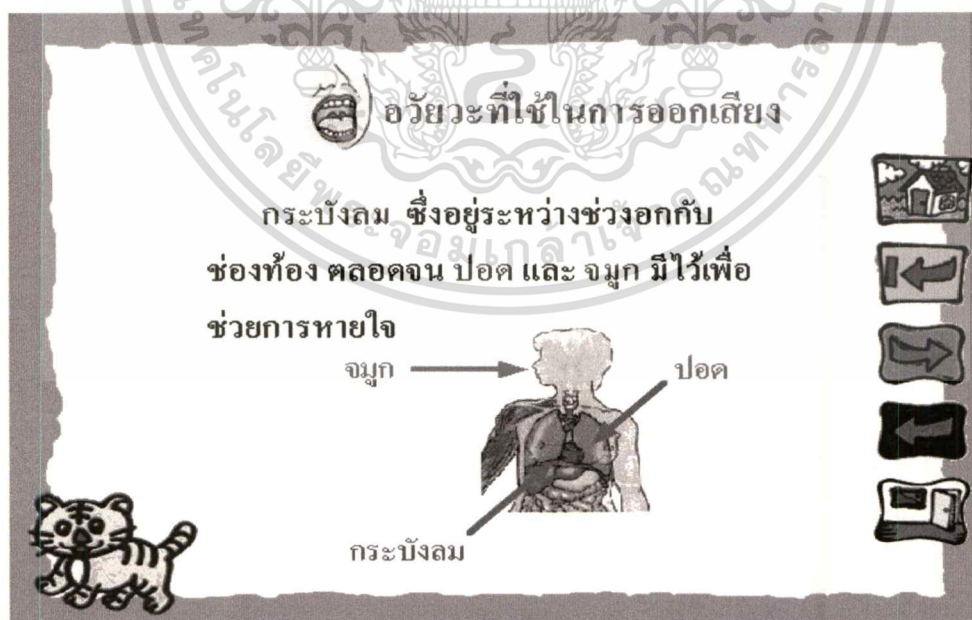 อวัยวะที่ใช้ในการออกเสียง
กระบังลม ซึ่งอยู่ระหว่างช่วงอกกับ
ช่องท้อง ตลอดจน ปอด และ จมูก มีไว้เพื่อ
ช่วยการหายใจ
จมูก
ปอด
กระบังลม